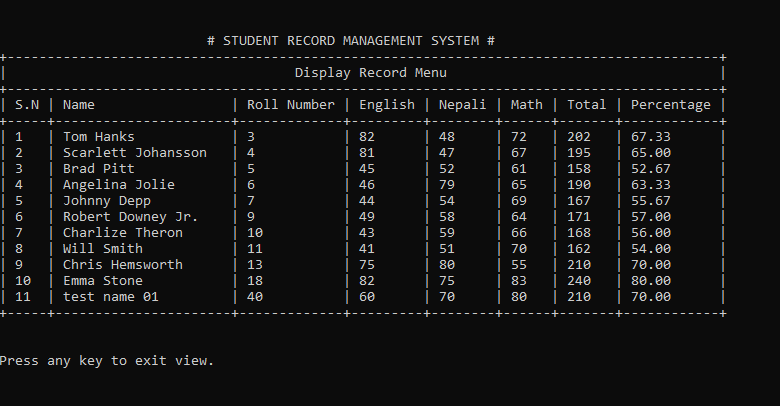 # STUDENT RECORD MANAGEMENT SYSTEM #
+-----------------------------------------------------------------------------------------+
| Display Record Menu |
+-----------------------------------------------------------------------------------------+
| S.N | Name | Roll Number | English | Nepali | Math | Total | Percentage |
+-----+----------------------+-------------+---------+--------+------+-------+------------+
| 1 | Tom Hanks | 3 | 82 | 48 | 72 | 202 | 67.33 |
| 2 | Scarlett Johansson | 4 | 81 | 47 | 67 | 195 | 65.00 |
| 3 | Brad Pitt | 5 | 45 | 52 | 61 | 158 | 52.67 |
| 4 | Angelina Jolie | 6 | 46 | 79 | 65 | 190 | 63.33 |
| 5 | Johnny Depp | 7 | 44 | 54 | 69 | 167 | 55.67 |
| 6 | Robert Downey Jr. | 9 | 49 | 58 | 64 | 171 | 57.00 |
| 7 | Charlize Theron | 10 | 43 | 59 | 66 | 168 | 56.00 |
| 8 | Will Smith | 11 | 41 | 51 | 70 | 162 | 54.00 |
| 9 | Chris Hemsworth | 13 | 75 | 80 | 55 | 210 | 70.00 |
| 10 | Emma Stone | 18 | 82 | 75 | 83 | 240 | 80.00 |
| 11 | test name 01 | 40 | 60 | 70 | 80 | 210 | 70.00 |
+-----+----------------------+-------------+---------+--------+------+-------+------------+
Press any key to exit view.